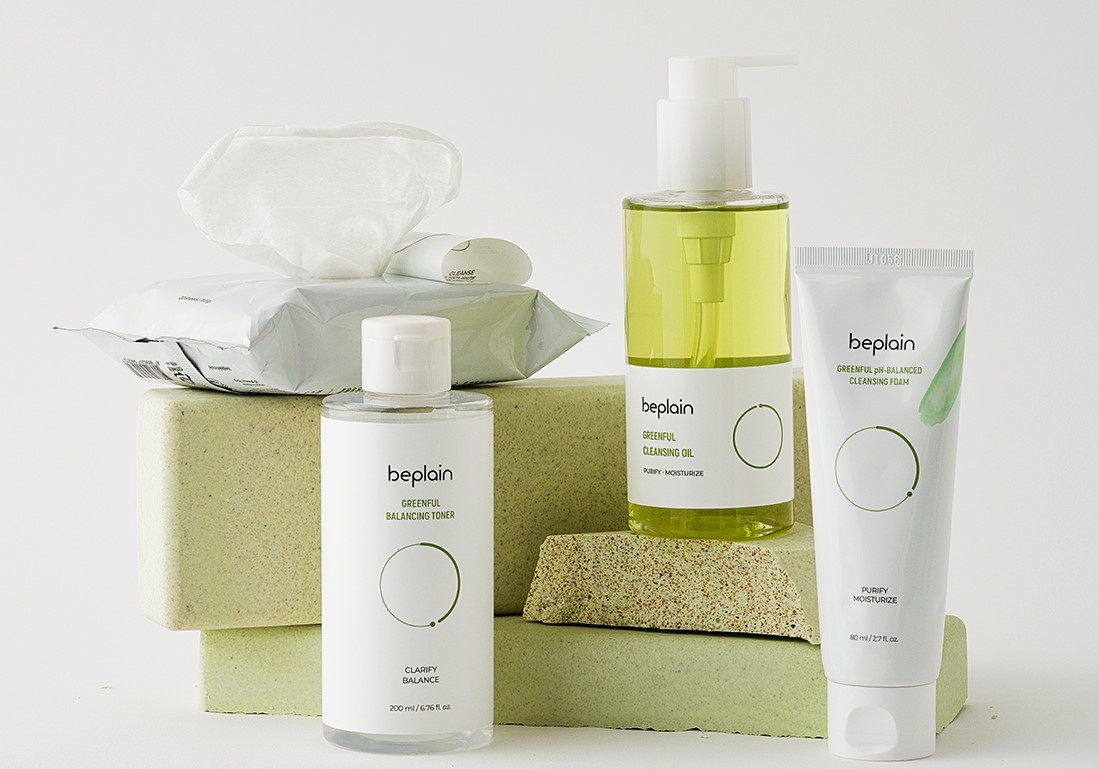 CLEANSE
beplain
GREENFUL
BALANCING TONER
CLARIFY
BALANCE
200 ml / 6.76 fl. oz.
beplain
GREENFUL
CLEANSING OIL
PURIFY · MOISTURIZE
beplain
GREENFUL pH-BALANCED
CLEANSING FOAM
PURIFY
MOISTURIZE
80 ml / 2.7 fl. oz.